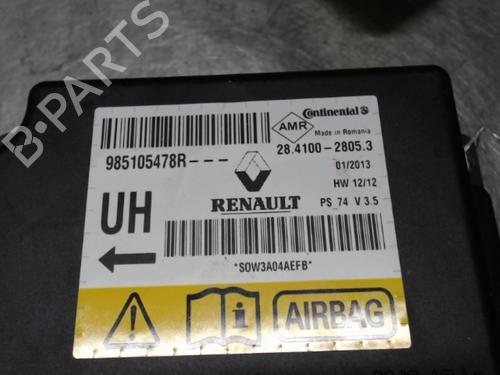 Continental
AMR
Made in Romania
985105478R---
28.4100-2805.3
01/2013
HW 12/12
UH
RENAULT
PS 74 V 3.5
*SOW3A04AEFB*
AIRBAG
B-PARTS